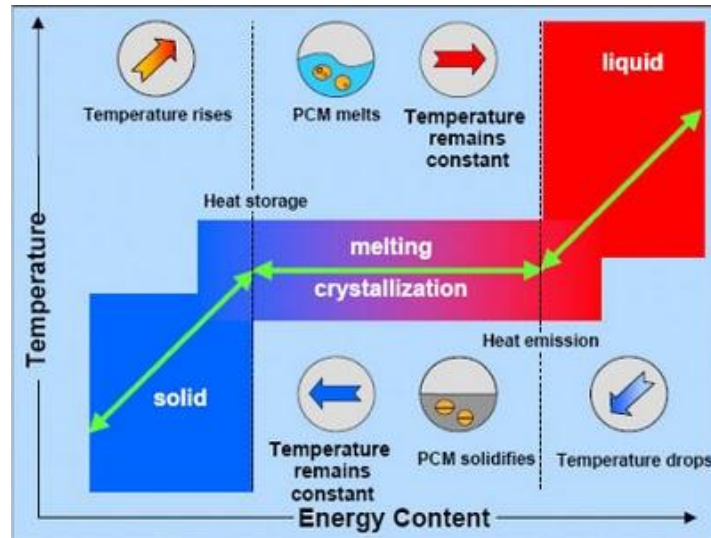 liquid
Temperature rises
PCM melts
Temperature
remains
constant
Heat storage
melting
crystallization
Temperature
solid
Heat emission
Temperature
remains
constant
PCM solidifies
Temperature drops
Energy Content